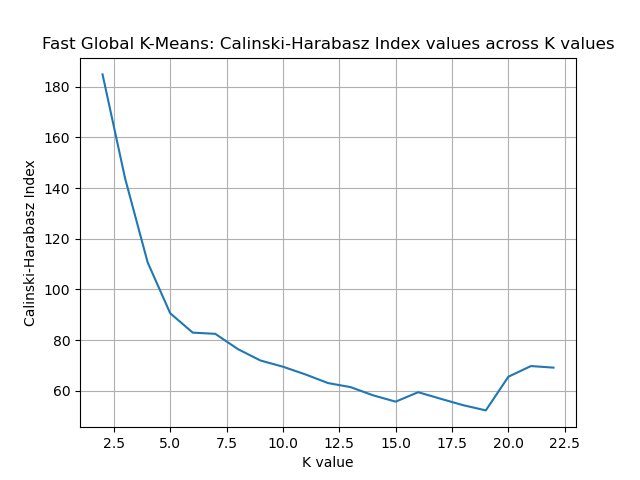 Fast Global K-Means: Calinski-Harabasz Index values across K values
180
160
140
120
100
80
60
Calinski-Harabasz Index
2.5 5.0 7.5 10.0 12.5 15.0 17.5 20.0 22.5
K value